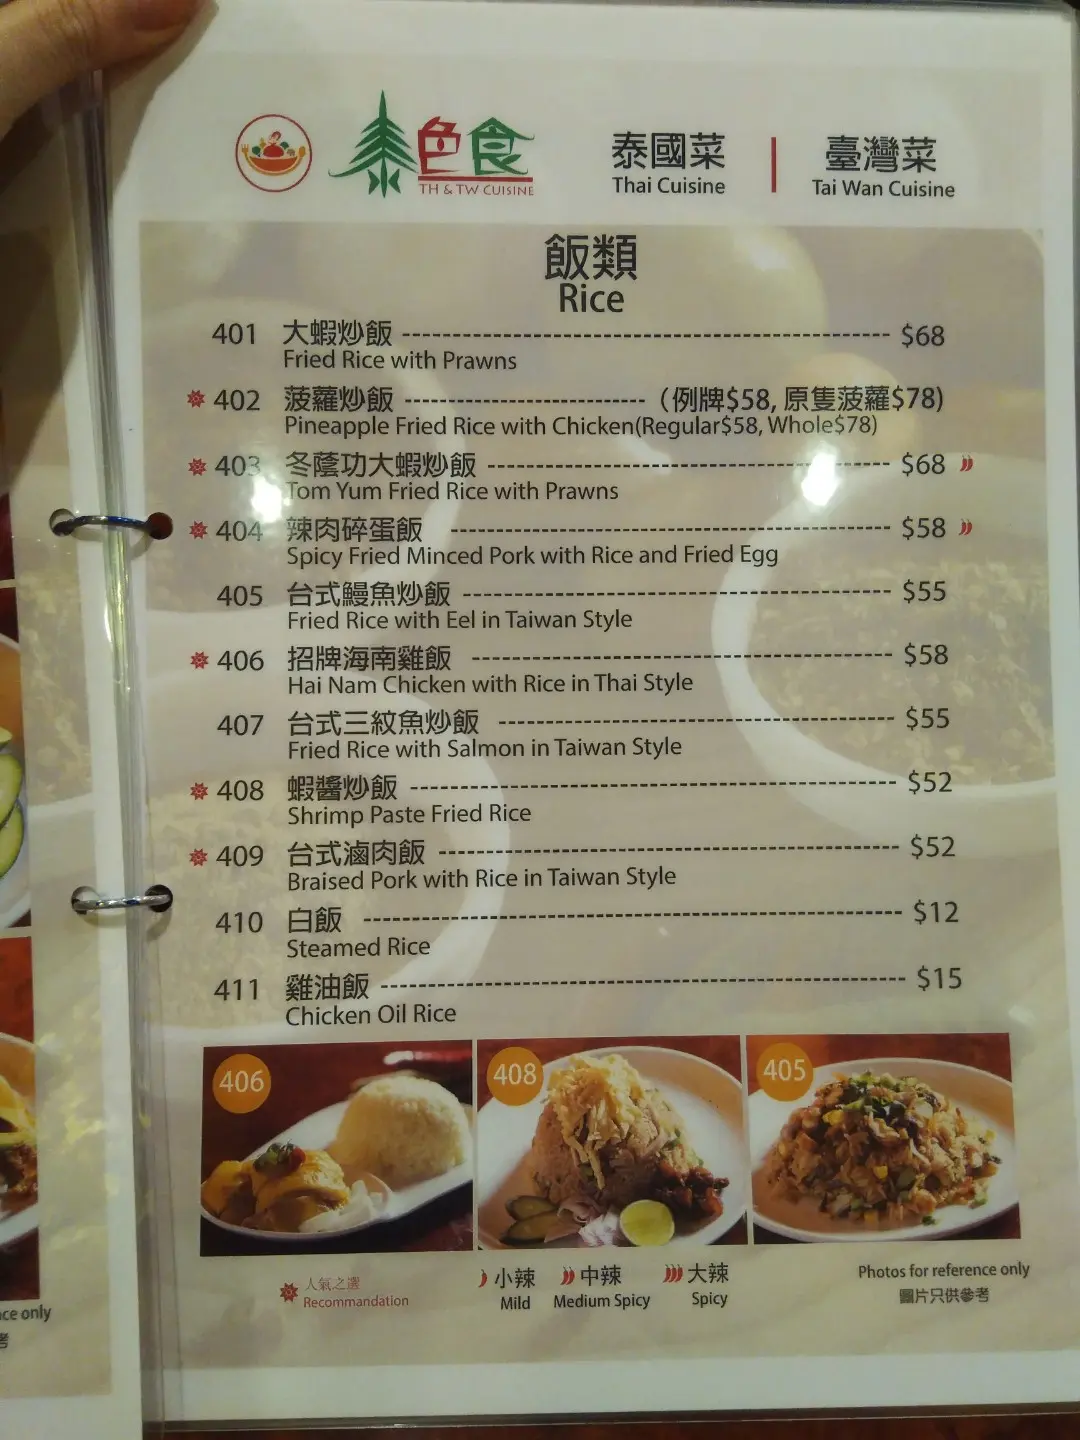 泰色食
TH & TW CUISINE
泰國菜
Thai Cuisine
臺灣菜
Tai Wan Cuisine
飯類
Rice
401 大蝦炒飯 $68
Fried Rice with Prawns
402 菠蘿炒飯 (例牌$58, 原隻菠蘿$78)
Pineapple Fried Rice with Chicken(Regular$58, Whole$78)
403 冬蔭功大蝦炒飯 $68
Tom Yum Fried Rice with Prawns
404 辣肉碎蛋飯 $58
Spicy Fried Minced Pork with Rice and Fried Egg
405 台式鰻魚炒飯 $55
Fried Rice with Eel in Taiwan Style
406 招牌海南雞飯 $58
Hai Nam Chicken with Rice in Thai Style
407 台式三紋魚炒飯 $55
Fried Rice with Salmon in Taiwan Style
408 蝦醬炒飯 $52
Shrimp Paste Fried Rice
409 台式滷肉飯 $52
Braised Pork with Rice in Taiwan Style
410 白飯 $12
Steamed Rice
411 雞油飯 $15
Chicken Oil Rice
406
408
405
人氣之選
Recommandation
小辣
Mild
中辣
Medium Spicy
大辣
Spicy
Photos for reference only
圖片只供參考
nce only
考